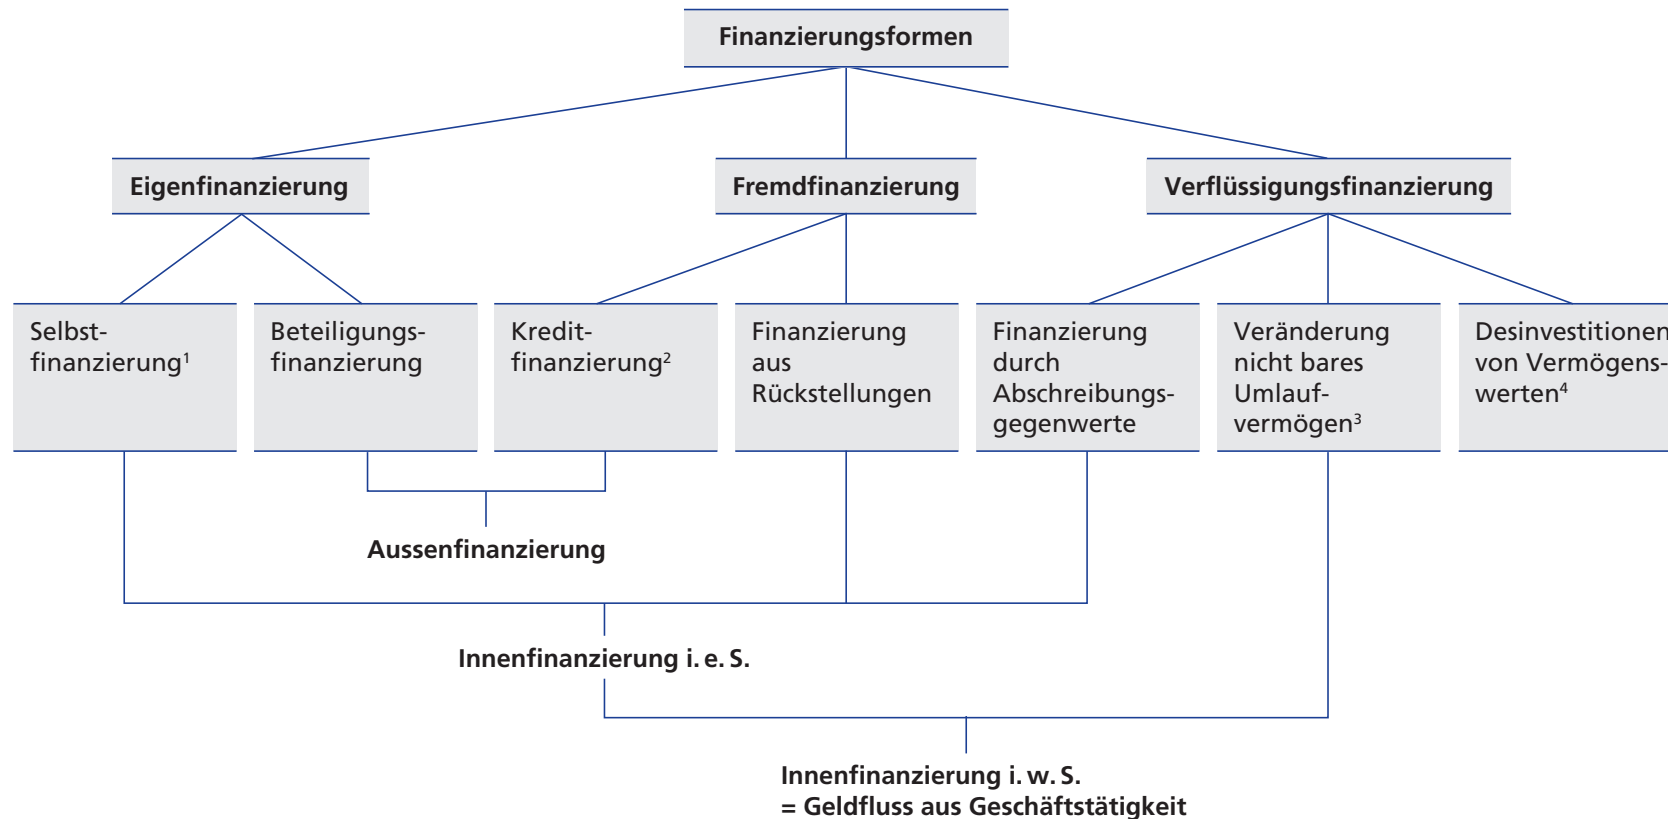 Finanzierungsformen
Eigenfinanzierung
Fremdfinanzierung
Verflüssigungsfinanzierung
Selbst-
finanzierung¹
Beteiligungs-
finanzierung
Kredit-
finanzierung²
Finanzierung
aus
Rückstellungen
Finanzierung
durch
Abschreibungs-
gegenwerte
Veränderung
nicht bares
Umlauf-
vermögen³
Desinvestitionen
von Vermögens-
werten⁴
Aussenfinanzierung
Innenfinanzierung i. e. S.
Innenfinanzierung i. w. S.
= Geldfluss aus Geschäftstätigkeit